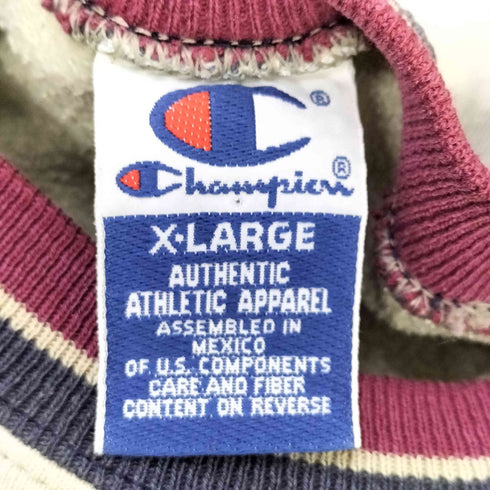 ®
Champion®
X·LARGE
AUTHENTIC
ATHLETIC APPAREL
ASSEMBLED IN
MEXICO
OF U.S. COMPONENTS
CARE AND FIBER
CONTENT ON REVERSE